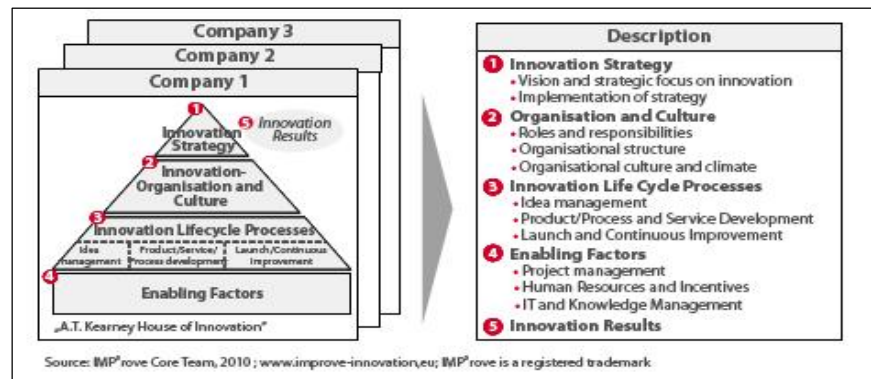 Company 3
Company 2
Company 1
1
Innovation
Strategy
5 Innovation
Results
2
Innovation-
Organisation and
Culture
3
Innovation Lifecycle Processes
Idea
management
Product/Service/
Process development
Launch/Continuous
Improvement
4
Enabling Factors
„A.T. Kearney House of Innovation"
Description
1 Innovation Strategy
• Vision and strategic focus on innovation
• Implementation of strategy
2 Organisation and Culture
• Roles and responsibilities
• Organisational structure
• Organisational culture and climate
3 Innovation Life Cycle Processes
• Idea management
• Product/Process and Service Development
• Launch and Continuous Improvement
4 Enabling Factors
• Project management
• Human Resources and Incentives
• IT and Knowledge Management
5 Innovation Results
Source: IMP³rove Core Team, 2010 ; www.improve-innovation,eu; IMP³rove is a registered trademark